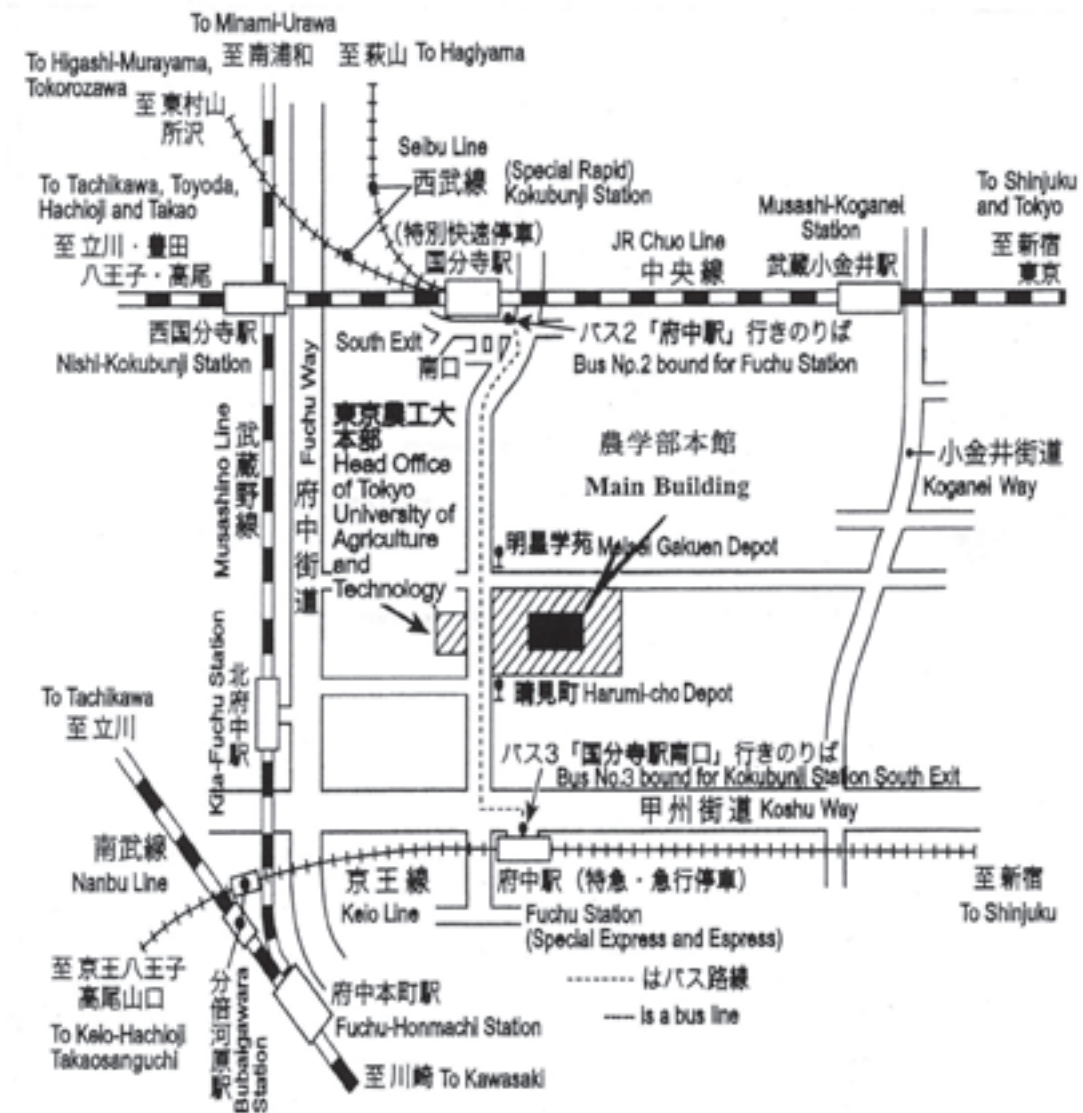 To Minami-Urawa
至南浦和
至萩山 To Hagiyama
To Higashi-Murayama,
Tokorozawa
至東村山
所沢
Seibu Line
西武線
(Special Rapid)
Kokubunji Station
(特別快速停車)
国分寺駅
To Tachikawa, Toyoda,
Hachioji and Takao
至立川・豊田
八王子・高尾
JR Chuo Line
中央線
Musashi-Koganei
Station
武蔵小金井駅
To Shinjuku
and Tokyo
至新宿
東京
西国分寺駅
Nishi-Kokubunji Station
South Exit
南口
バス2「府中駅」行きのりば
Bus Np.2 bound for Fuchu Station
Musashino Line
武蔵野線
Fuchu Way
府中街道
東京農工大
本部
Head Office
of Tokyo
University of
Agriculture
and
Technology
農学部本館
Main Building
小金井街道
Koganei Way
明星学苑 Meisei Gakuen Depot
Kita-Fuchu Station
北府中駅
晴見町 Harumi-cho Depot
To Tachikawa
至立川
バス3「国分寺駅南口」行きのりば
Bus No.3 bound for Kokubunji Station South Exit
甲州街道 Koshu Way
南武線
Nanbu Line
京王線
Keio Line
府中駅（特急・急行停車）
Fuchu Station
(Special Express and Espress)
至新宿
To Shinjuku
至京王八王子
高尾山口
To Keio-Hachioji
Takaosanguchi
分倍河原駅
Bubaigawara
Station
府中本町駅
Fuchu-Honmachi Station
至川崎 To Kawasaki
------- はバス路線
---- is a bus line